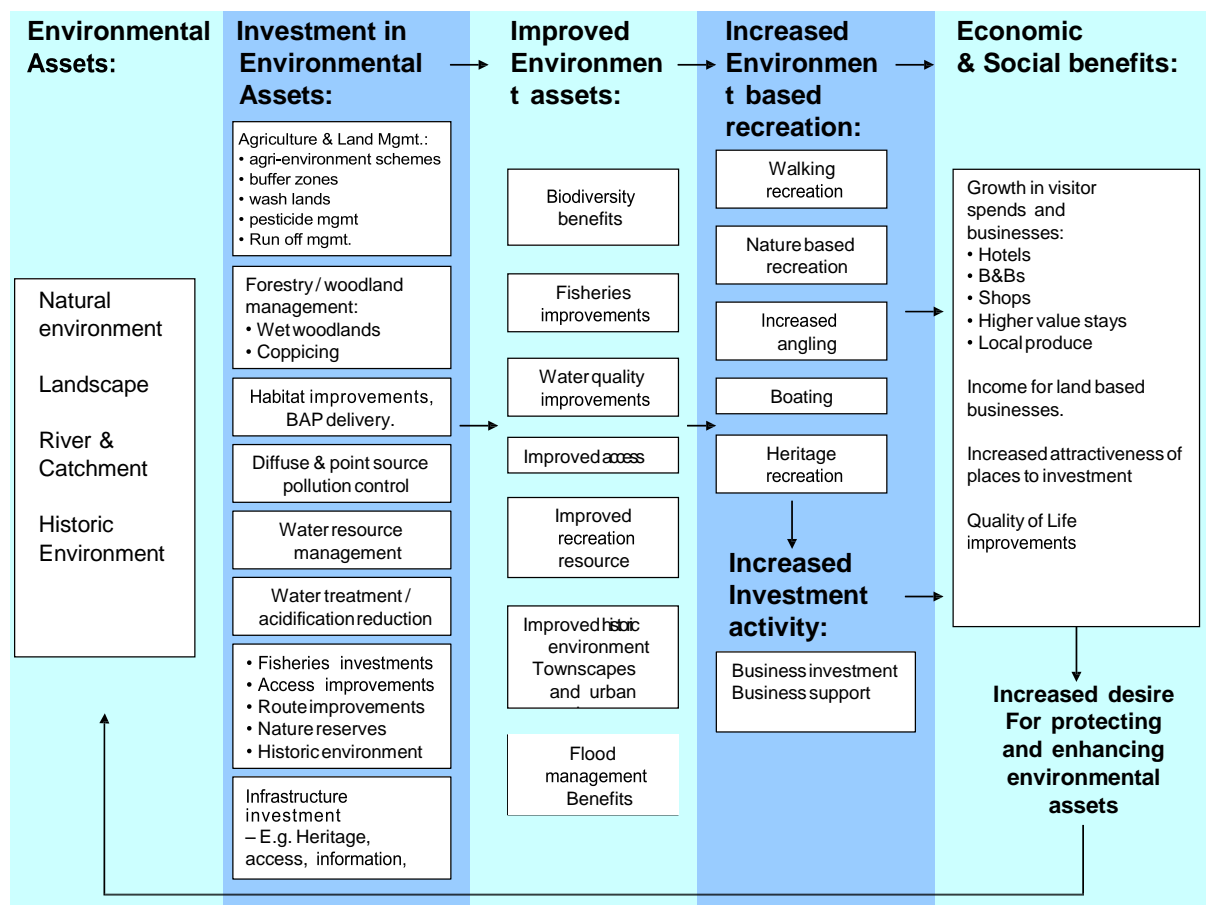 Environmental
Assets:
Natural
environment
Landscape
River &
Catchment
Historic
Environment
Investment in
Environmental
Assets:
Agriculture & Land Mgmt.:
• agri-environment schemes
• buffer zones
• wash lands
• pesticide mgmt
• Run off mgmt.
Forestry / woodland
management:
• Wet woodlands
• Coppicing
Habitat improvements,
BAP delivery.
Diffuse & point source
pollution control
Water resource
management
Water treatment /
acidification reduction
• Fisheries investments
• Access improvements
• Route improvements
• Nature reserves
• Historic environment
Infrastructure
investment
– E.g. Heritage,
access, information,
Improved
Environmen
t assets:
Biodiversity
benefits
Fisheries
improvements
Water quality
improvements
Improved access
Improved
recreation
resource
Improved historic
environment
Townscapes
and urban
Flood
management
Benefits
Increased
Environmen
t based
recreation:
Walking
recreation
Nature based
recreation
Increased
angling
Boating
Heritage
recreation
Increased
Investment
activity:
Business investment
Business support
Economic
& Social benefits:
Growth in visitor
spends and
businesses:
• Hotels
• B&Bs
• Shops
• Higher value stays
• Local produce
Income for land based
businesses.
Increased attractiveness of
places to investment
Quality of Life
improvements
Increased desire
For protecting
and enhancing
environmental
assets